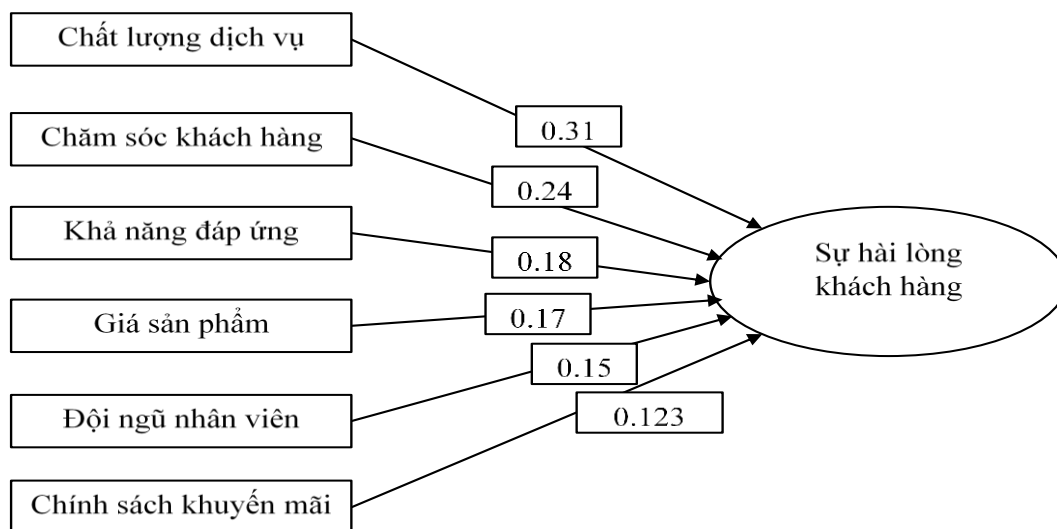 Chất lượng dịch vụ
0.31
Chăm sóc khách hàng
0.24
Khả năng đáp ứng
0.18
Sự hài lòng
khách hàng
Giá sản phẩm
0.17
Đội ngũ nhân viên
0.15
Chính sách khuyến mãi
0.123